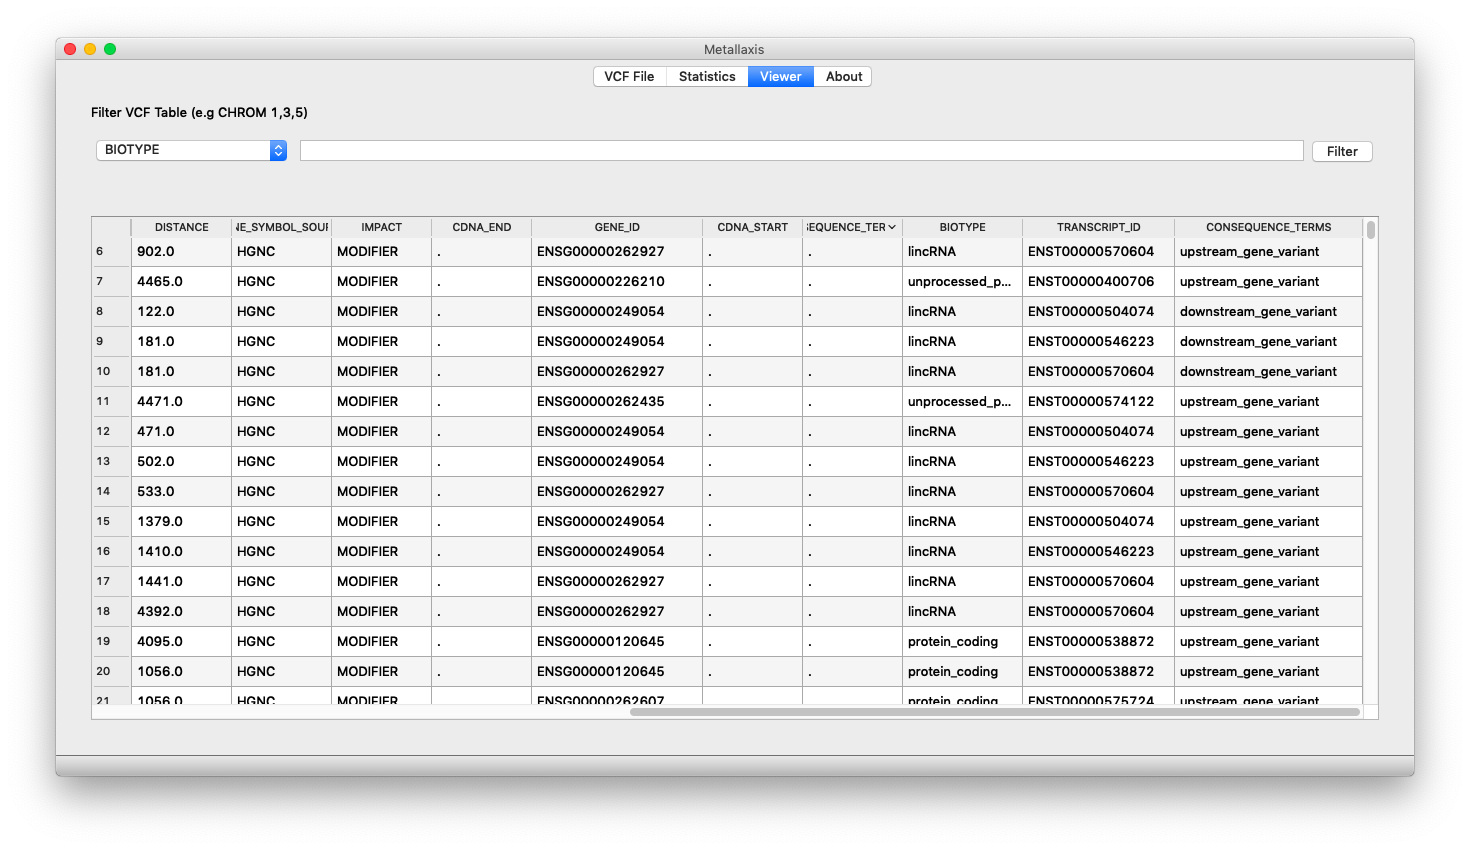 Metallaxis
VCF File Statistics Viewer About
Filter VCF Table (e.g CHROM 1,3,5)
BIOTYPE Filter
DISTANCE NE_SYMBOL_SOUR IMPACT CDNA_END GENE_ID CDNA_START SEQUENCE_TER BIOTYPE TRANSCRIPT_ID CONSEQUENCE_TERMS
6 902.0 HGNC MODIFIER . ENSG00000262927 . . lincRNA ENST00000570604 upstream_gene_variant
7 4465.0 HGNC MODIFIER . ENSG00000226210 . . unprocessed_p... ENST00000400706 upstream_gene_variant
8 122.0 HGNC MODIFIER . ENSG00000249054 . . lincRNA ENST00000504074 downstream_gene_variant
9 181.0 HGNC MODIFIER . ENSG00000249054 . . lincRNA ENST00000546223 downstream_gene_variant
10 181.0 HGNC MODIFIER . ENSG00000262927 . . lincRNA ENST00000570604 downstream_gene_variant
11 4471.0 HGNC MODIFIER . ENSG00000262435 . . unprocessed_p... ENST00000574122 upstream_gene_variant
12 471.0 HGNC MODIFIER . ENSG00000249054 . . lincRNA ENST00000504074 upstream_gene_variant
13 502.0 HGNC MODIFIER . ENSG00000249054 . . lincRNA ENST00000546223 upstream_gene_variant
14 533.0 HGNC MODIFIER . ENSG00000262927 . . lincRNA ENST00000570604 upstream_gene_variant
15 1379.0 HGNC MODIFIER . ENSG00000249054 . . lincRNA ENST00000504074 upstream_gene_variant
16 1410.0 HGNC MODIFIER . ENSG00000249054 . . lincRNA ENST00000546223 upstream_gene_variant
17 1441.0 HGNC MODIFIER . ENSG00000262927 . . lincRNA ENST00000570604 upstream_gene_variant
18 4392.0 HGNC MODIFIER . ENSG00000262927 . . lincRNA ENST00000570604 upstream_gene_variant
19 4095.0 HGNC MODIFIER . ENSG00000120645 . . protein_coding ENST00000538872 upstream_gene_variant
20 1056.0 HGNC MODIFIER . ENSG00000120645 . . protein_coding ENST00000538872 upstream_gene_variant
21 1056.0 HGNC MODIFIER ENSG00000262607 protein_coding ENST00000575724 upstream_gene_variant